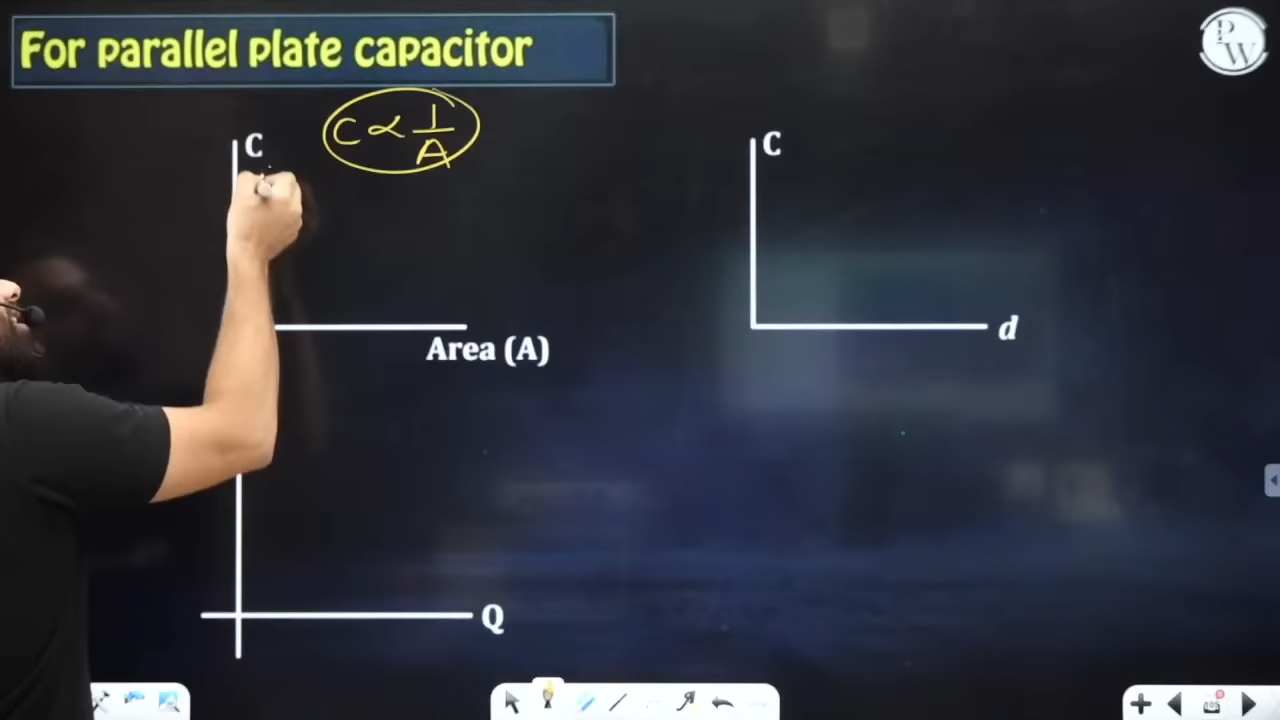 For parallel plate capacitor
P
W
C ∝ 1/A
C
C
Area (A)
d
Q